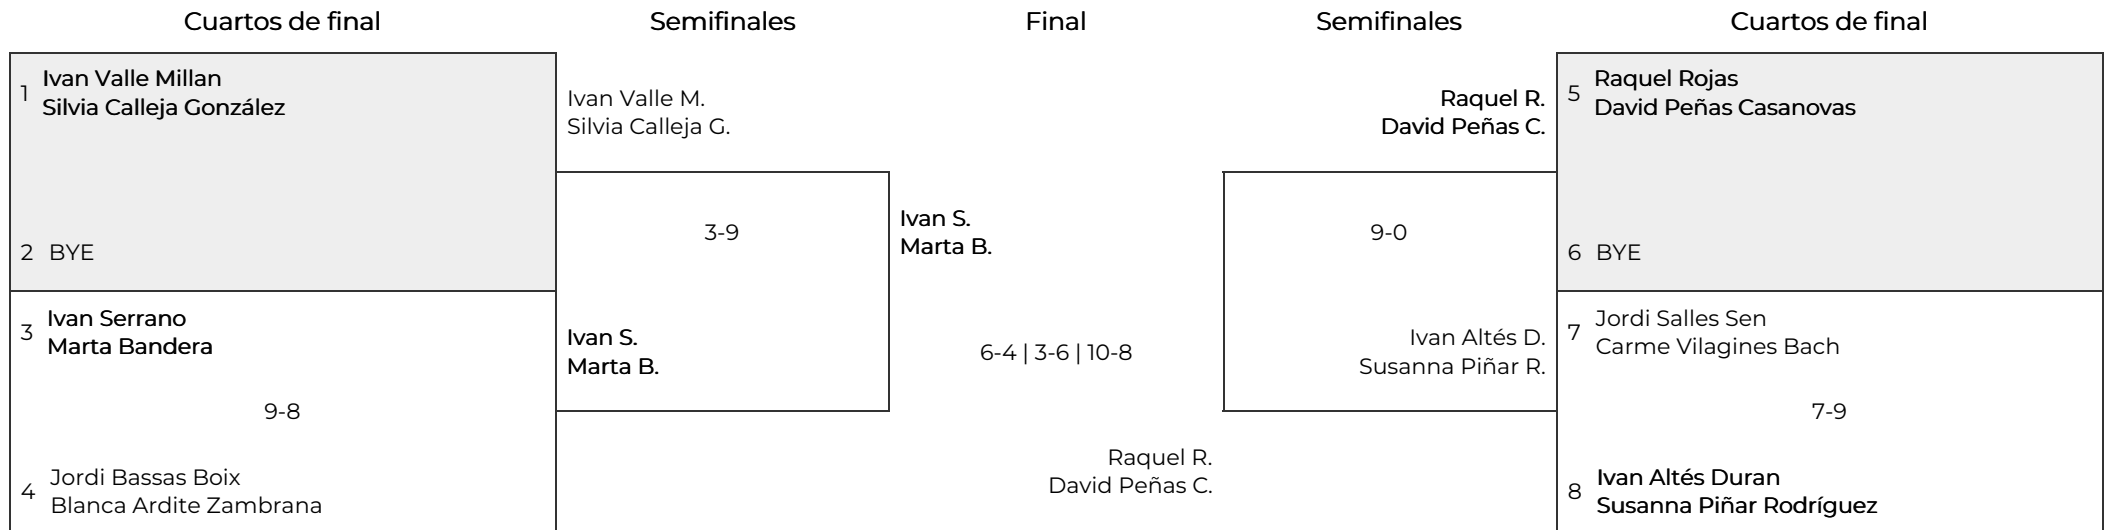 Cuartos de final
Semifinales
Final
Semifinales
Cuartos de final
1
Ivan Valle Millan
Silvia Calleja González
2 BYE
3
Ivan Serrano
Marta Bandera
9-8
4
Jordi Bassas Boix
Blanca Ardite Zambrana
Ivan Valle M.
Silvia Calleja G.
3-9
Ivan S.
Marta B.
Ivan S.
Marta B.
6-4 | 3-6 | 10-8
Raquel R.
David Peñas C.
Raquel R.
David Peñas C.
9-0
Ivan Altés D.
Susanna Piñar R.
5
Raquel Rojas
David Peñas Casanovas
6 BYE
7
Jordi Salles Sen
Carme Vilagines Bach
7-9
8
Ivan Altés Duran
Susanna Piñar Rodríguez